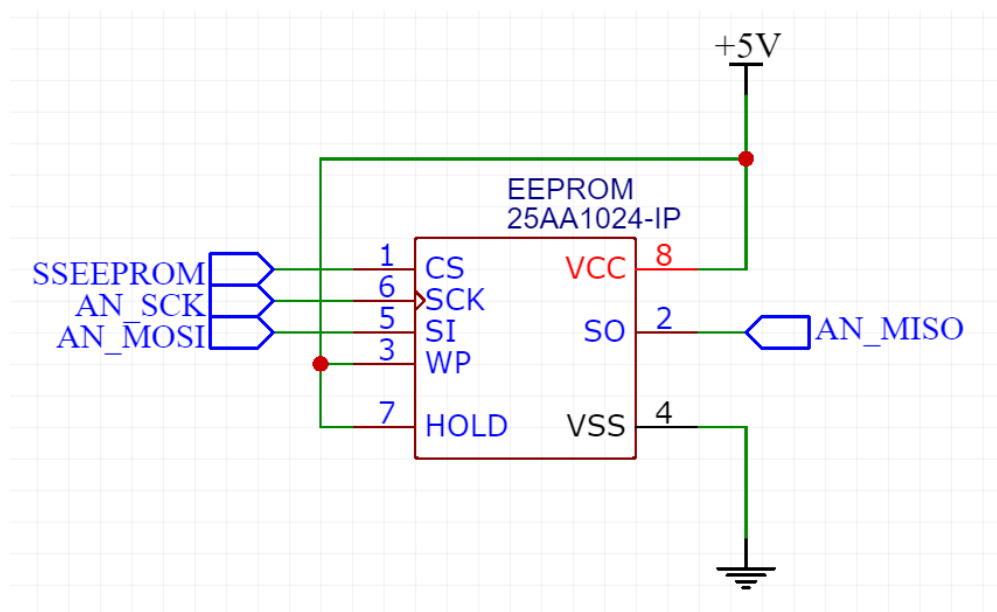 +5V
EEPROM
25AA1024-IP
SSEEPROM
1
CS
VCC
8
AN_SCK
6
SCK
AN_MOSI
5
SI
SO
2
AN_MISO
3
WP
7
HOLD
VSS
4